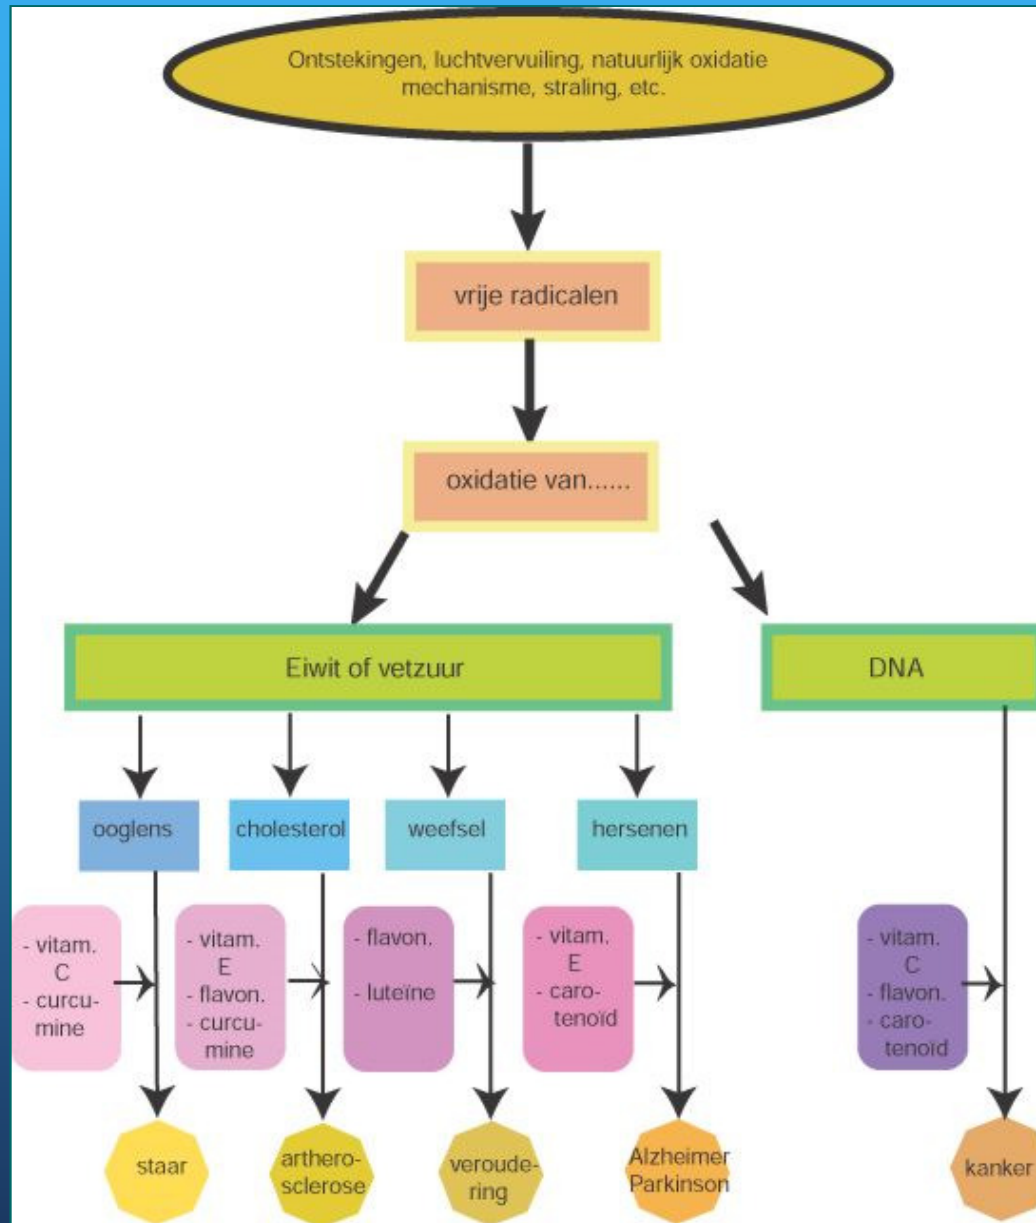 Ontstekingen, luchtvervuiling, natuurlijk oxidatie
mechanisme, straling, etc.
vrije radicalen
oxidatie van......
Eiwit of vetzuur
DNA
ooglens
cholesterol
weefsel
hersenen
- vitam.
C
- curcu-
mine
- vitam.
E
- flavon.
- curcu-
mine
- flavon.
- luteïne
- vitam.
E
- caro-
tenoïd
- vitam.
C
- flavon.
- caro-
tenoïd
staar
arthero-
sclerose
veroude-
ring
Alzheimer
Parkinson
kanker